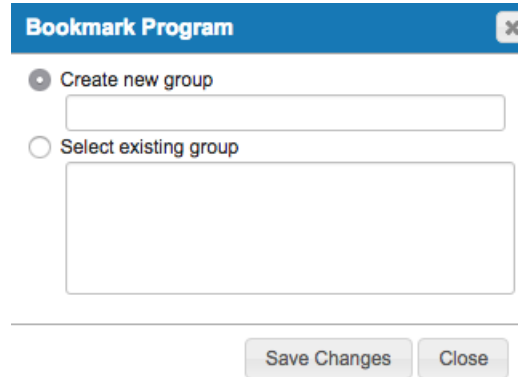 Bookmark Program
Create new group
Select existing group
Save Changes Close